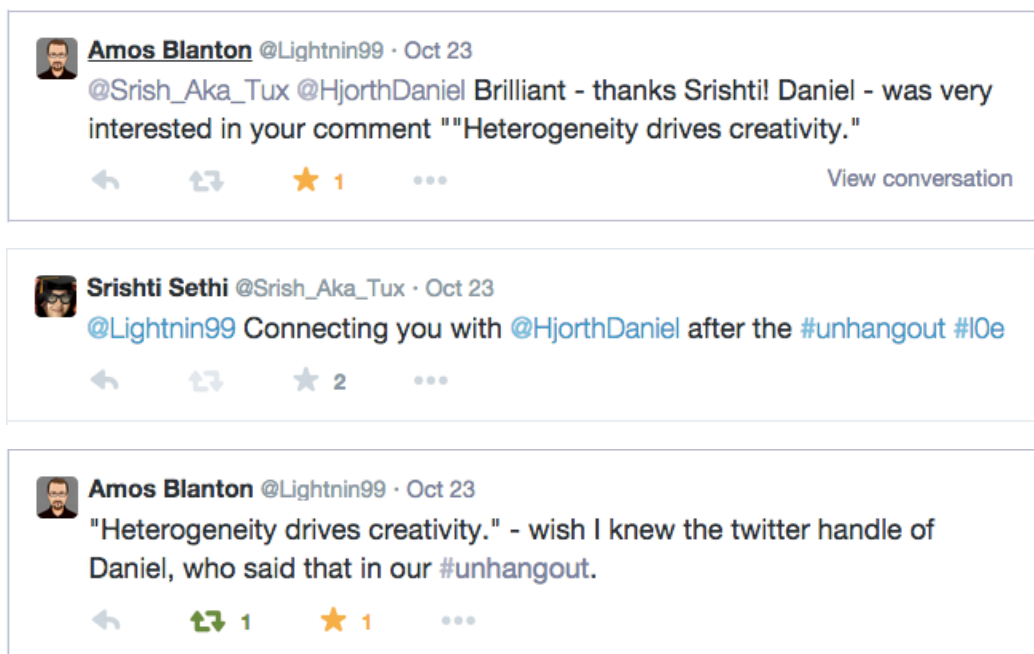 Amos Blanton @Lightnin99 · Oct 23
@Srish_Aka_Tux @HjorthDaniel Brilliant - thanks Srishti! Daniel - was very
interested in your comment ""Heterogeneity drives creativity."
1
View conversation
Srishti Sethi @Srish_Aka_Tux · Oct 23
@Lightnin99 Connecting you with @HjorthDaniel after the #unhangout #l0e
2
Amos Blanton @Lightnin99 · Oct 23
"Heterogeneity drives creativity." - wish I knew the twitter handle of
Daniel, who said that in our #unhangout.
1 1